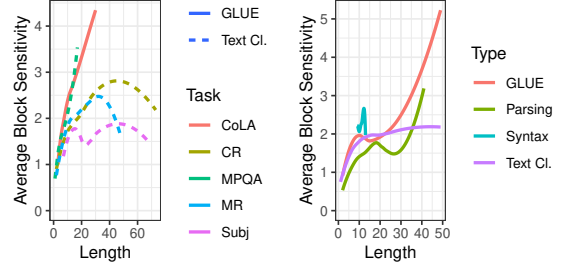 Average Block Sensitivity
4
3
2
1
0
0 20 40 60
Length
GLUE
Text Cl.
Task
CoLA
CR
MPQA
MR
Subj
Average Block Sensitivity
5
4
3
2
1
0
0 10 20 30 40 50
Length
Type
GLUE
Parsing
Syntax
Text Cl.